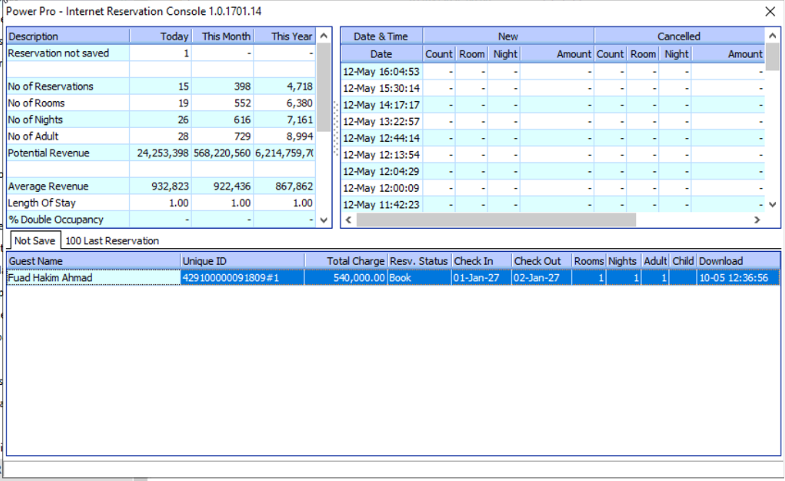 Power Pro - Internet Reservation Console 1.0.1701.14
Description Today This Month This Year
Reservation not saved 1 -
No of Reservations 15 398 4,718
No of Rooms 19 552 6,380
No of Nights 26 616 7,161
No of Adult 28 729 8,994
Potential Revenue 24,253,398 568,220,560 6,214,759,70
Average Revenue 932,823 922,436 867,862
Length Of Stay 1.00 1.00 1.00
% Double Occupancy - - -
Date & Time New Cancelled
Date Count Room Night Amount Count Room Night Amount
12-May 16:04:53 - - - - - - - -
12-May 15:30:14 - - - - - - - -
12-May 14:17:17 - - - - - - - -
12-May 13:22:57 - - - - - - - -
12-May 12:44:14 - - - - - - - -
12-May 12:13:54 - - - - - - - -
12-May 12:04:29 - - - - - - - -
12-May 12:00:09 - - - - - - - -
12-May 11:42:23 - - - - - - - -
Not Save 100 Last Reservation
Guest Name Unique ID Total Charge Resv. Status Check In Check Out Rooms Nights Adult Child Download
Fuad Hakim Ahmad 429100000091809#1 540,000.00 Book 01-Jan-27 02-Jan-27 1 1 1 10-05 12:36:56